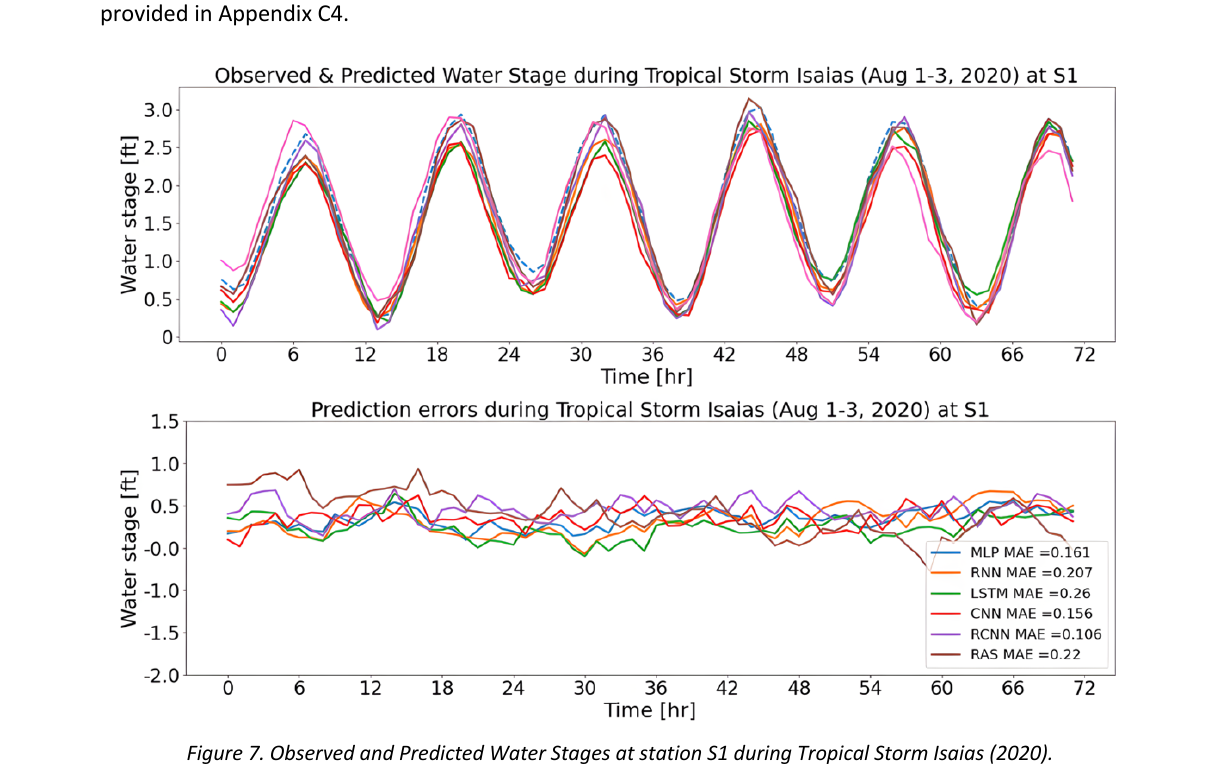 provided in Appendix C4.
Observed & Predicted Water Stage during Tropical Storm Isaias (Aug 1-3, 2020) at S1
Water stage [ft]
3.0
2.5
2.0
1.5
1.0
0.5
0
0 6 12 18 24 30 36 42 48 54 60 66 72
Time [hr]
Prediction errors during Tropical Storm Isaias (Aug 1-3, 2020) at S1
Water stage [ft]
1.5
1.0
0.5
-0.0
-1.0
-1.5
-2.0
MLP MAE =0.161
RNN MAE =0.207
LSTM MAE =0.26
CNN MAE =0.156
RCNN MAE =0.106
RAS MAE =0.22
0 6 12 18 24 30 36 42 48 54 60 66 72
Time [hr]
Figure 7. Observed and Predicted Water Stages at station S1 during Tropical Storm Isaias (2020).